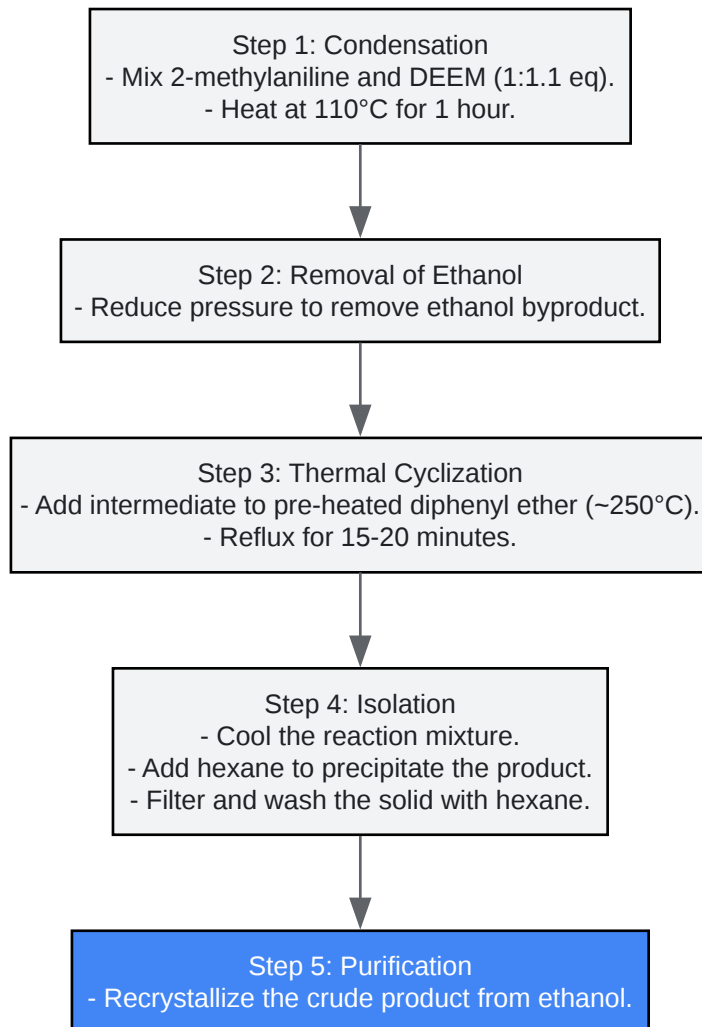 Step 1: Condensation
- Mix 2-methylaniline and DEEM (1:1.1 eq).
- Heat at 110°C for 1 hour.
Step 2: Removal of Ethanol
- Reduce pressure to remove ethanol byproduct.
Step 3: Thermal Cyclization
- Add intermediate to pre-heated diphenyl ether (~250°C).
- Reflux for 15-20 minutes.
Step 4: Isolation
- Cool the reaction mixture.
- Add hexane to precipitate the product.
- Filter and wash the solid with hexane.
Step 5: Purification
- Recrystallize the crude product from ethanol.